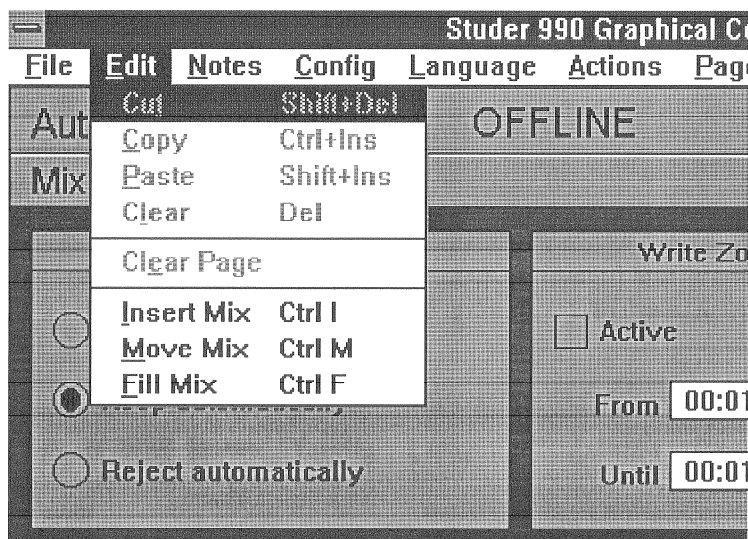 Studer 990 Graphical C
File Edit Notes Config Language Actions Pag
Aut OFFLINE
Mix
Cut Shift+Del
Copy Ctrl+Ins
Paste Shift+Ins
Clear Del
Clear Page
Insert Mix Ctrl I
Move Mix Ctrl M
Fill Mix Ctrl F
Reject automatically
Write Zo
Active
From 00:01
Until 00:01